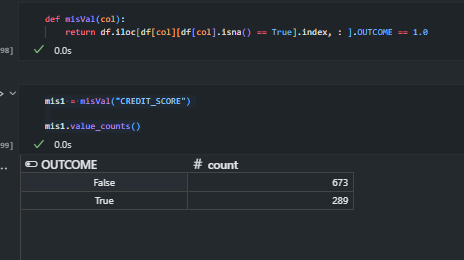 def misVal(col):
return df.iloc[df[col][df[col].isna() == True].index, : ].OUTCOME == 1.0
98]
0.0s
mis1 = misVal("CREDIT_SCORE")
mis1.value_counts()
99]
0.0s
OUTCOME # count
False 673
True 289